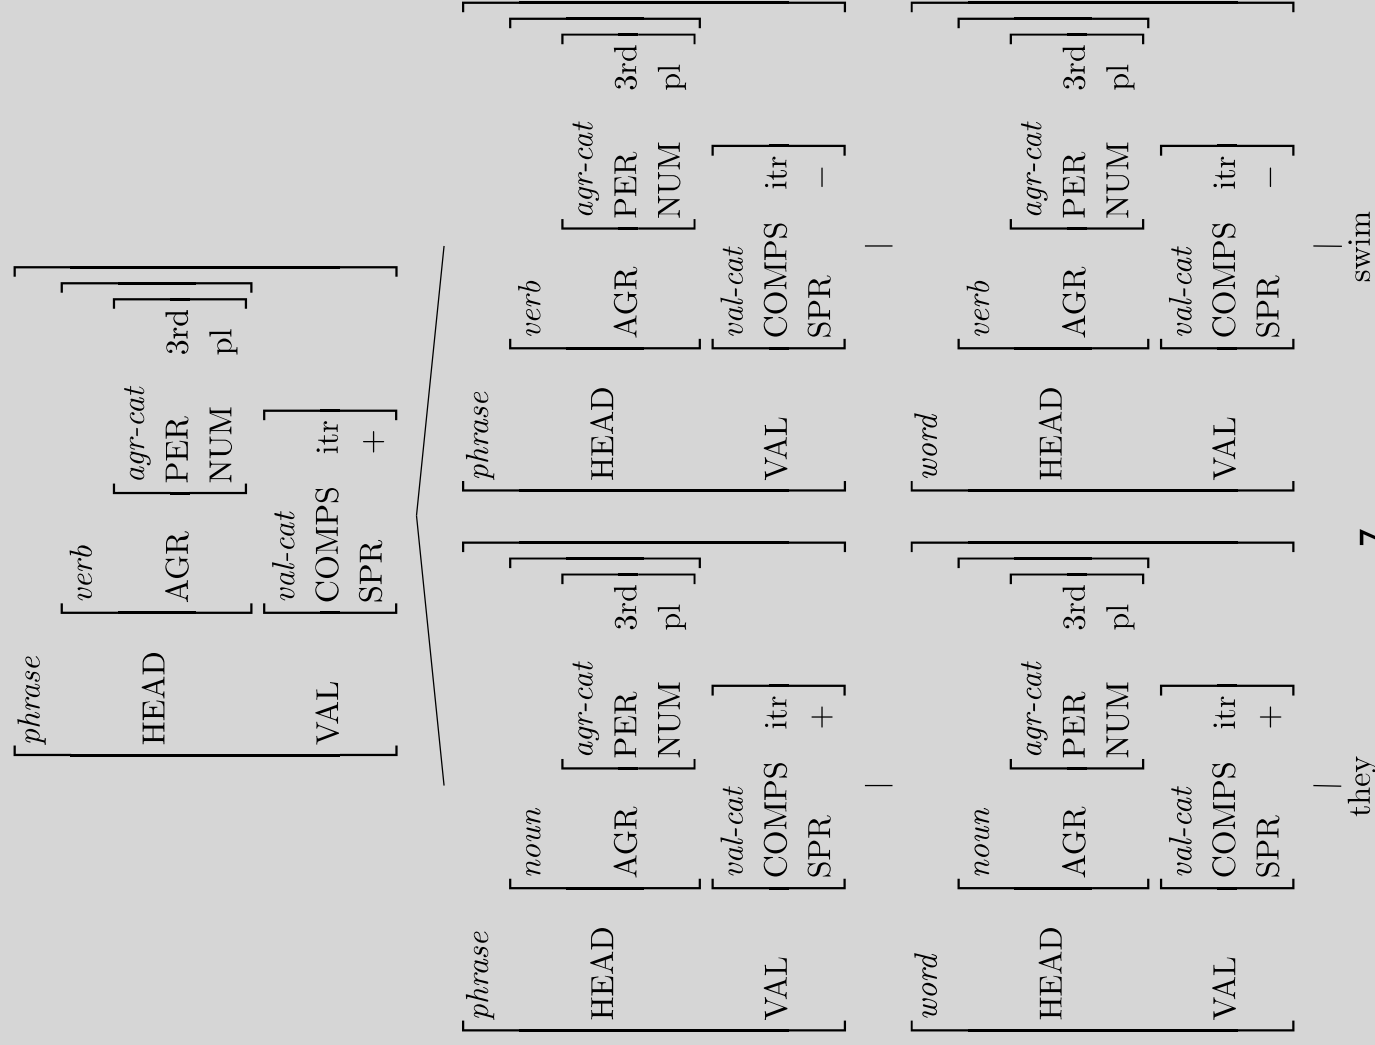 phrase
HEAD
verb
AGR
agr-cat
PER 3rd
NUM pl
VAL
val-cat
COMPS itr
SPR +
phrase
HEAD
noun
AGR
agr-cat
PER 3rd
NUM pl
VAL
val-cat
COMPS itr
SPR +
phrase
HEAD
verb
AGR
agr-cat
PER 3rd
NUM pl
VAL
val-cat
COMPS itr
SPR −
word
HEAD
noun
AGR
agr-cat
PER 3rd
NUM pl
VAL
val-cat
COMPS itr
SPR +
word
HEAD
verb
AGR
agr-cat
PER 3rd
NUM pl
VAL
val-cat
COMPS itr
SPR −
they
swim
7